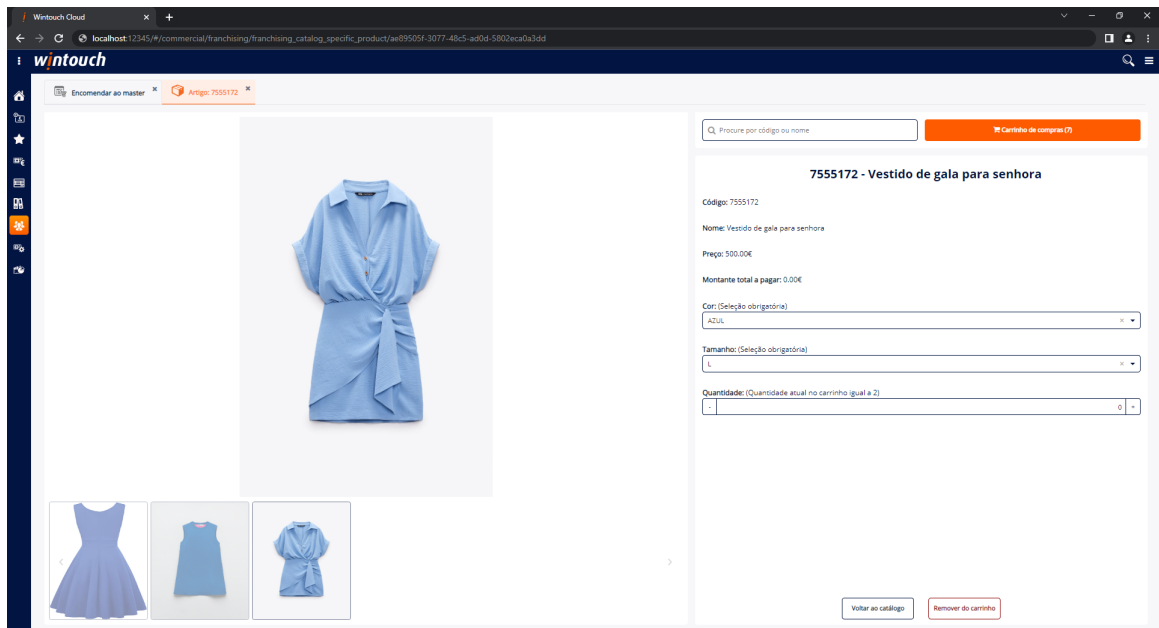 Wintouch Cloud
localhost:12345/#/commercial/franchising/franchising_catalog_specific_product/ae89505f-3077-48c5-ad0d-5802eca0a3dd
wintouch
Encomendar ao master
Artigo: 7555172
Procure por código ou nome
Carrinho de compras (7)
7555172 - Vestido de gala para senhora
Código: 7555172
Nome: Vestido de gala para senhora
Preço: 500.00€
Montante total a pagar: 0.00€
Cor: (Seleção obrigatória)
AZUL
Tamanho: (Seleção obrigatória)
L
Quantidade: (Quantidade atual no carrinho igual a 2)
- 0 +
Voltar ao catálogo Remover do carrinho